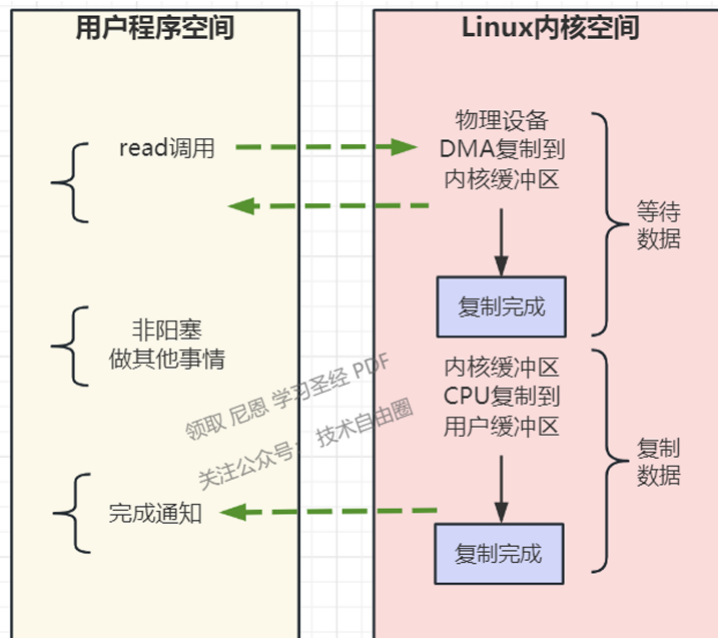 用户程序空间
Linux内核空间
read调用
物理设备
DMA复制到
内核缓冲区
等待
数据
复制完成
非阳塞
做其他事情
内核缓冲区
CPU复制到
用户缓冲区
领取 尼恩 学习圣经 PDF
关注公众号： 技术自由圈
复制
数据
完成通知
复制完成